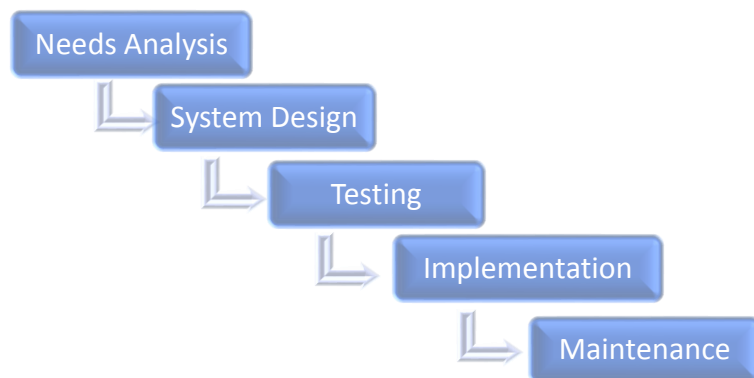 Needs Analysis
System Design
Testing
Implementation
Maintenance